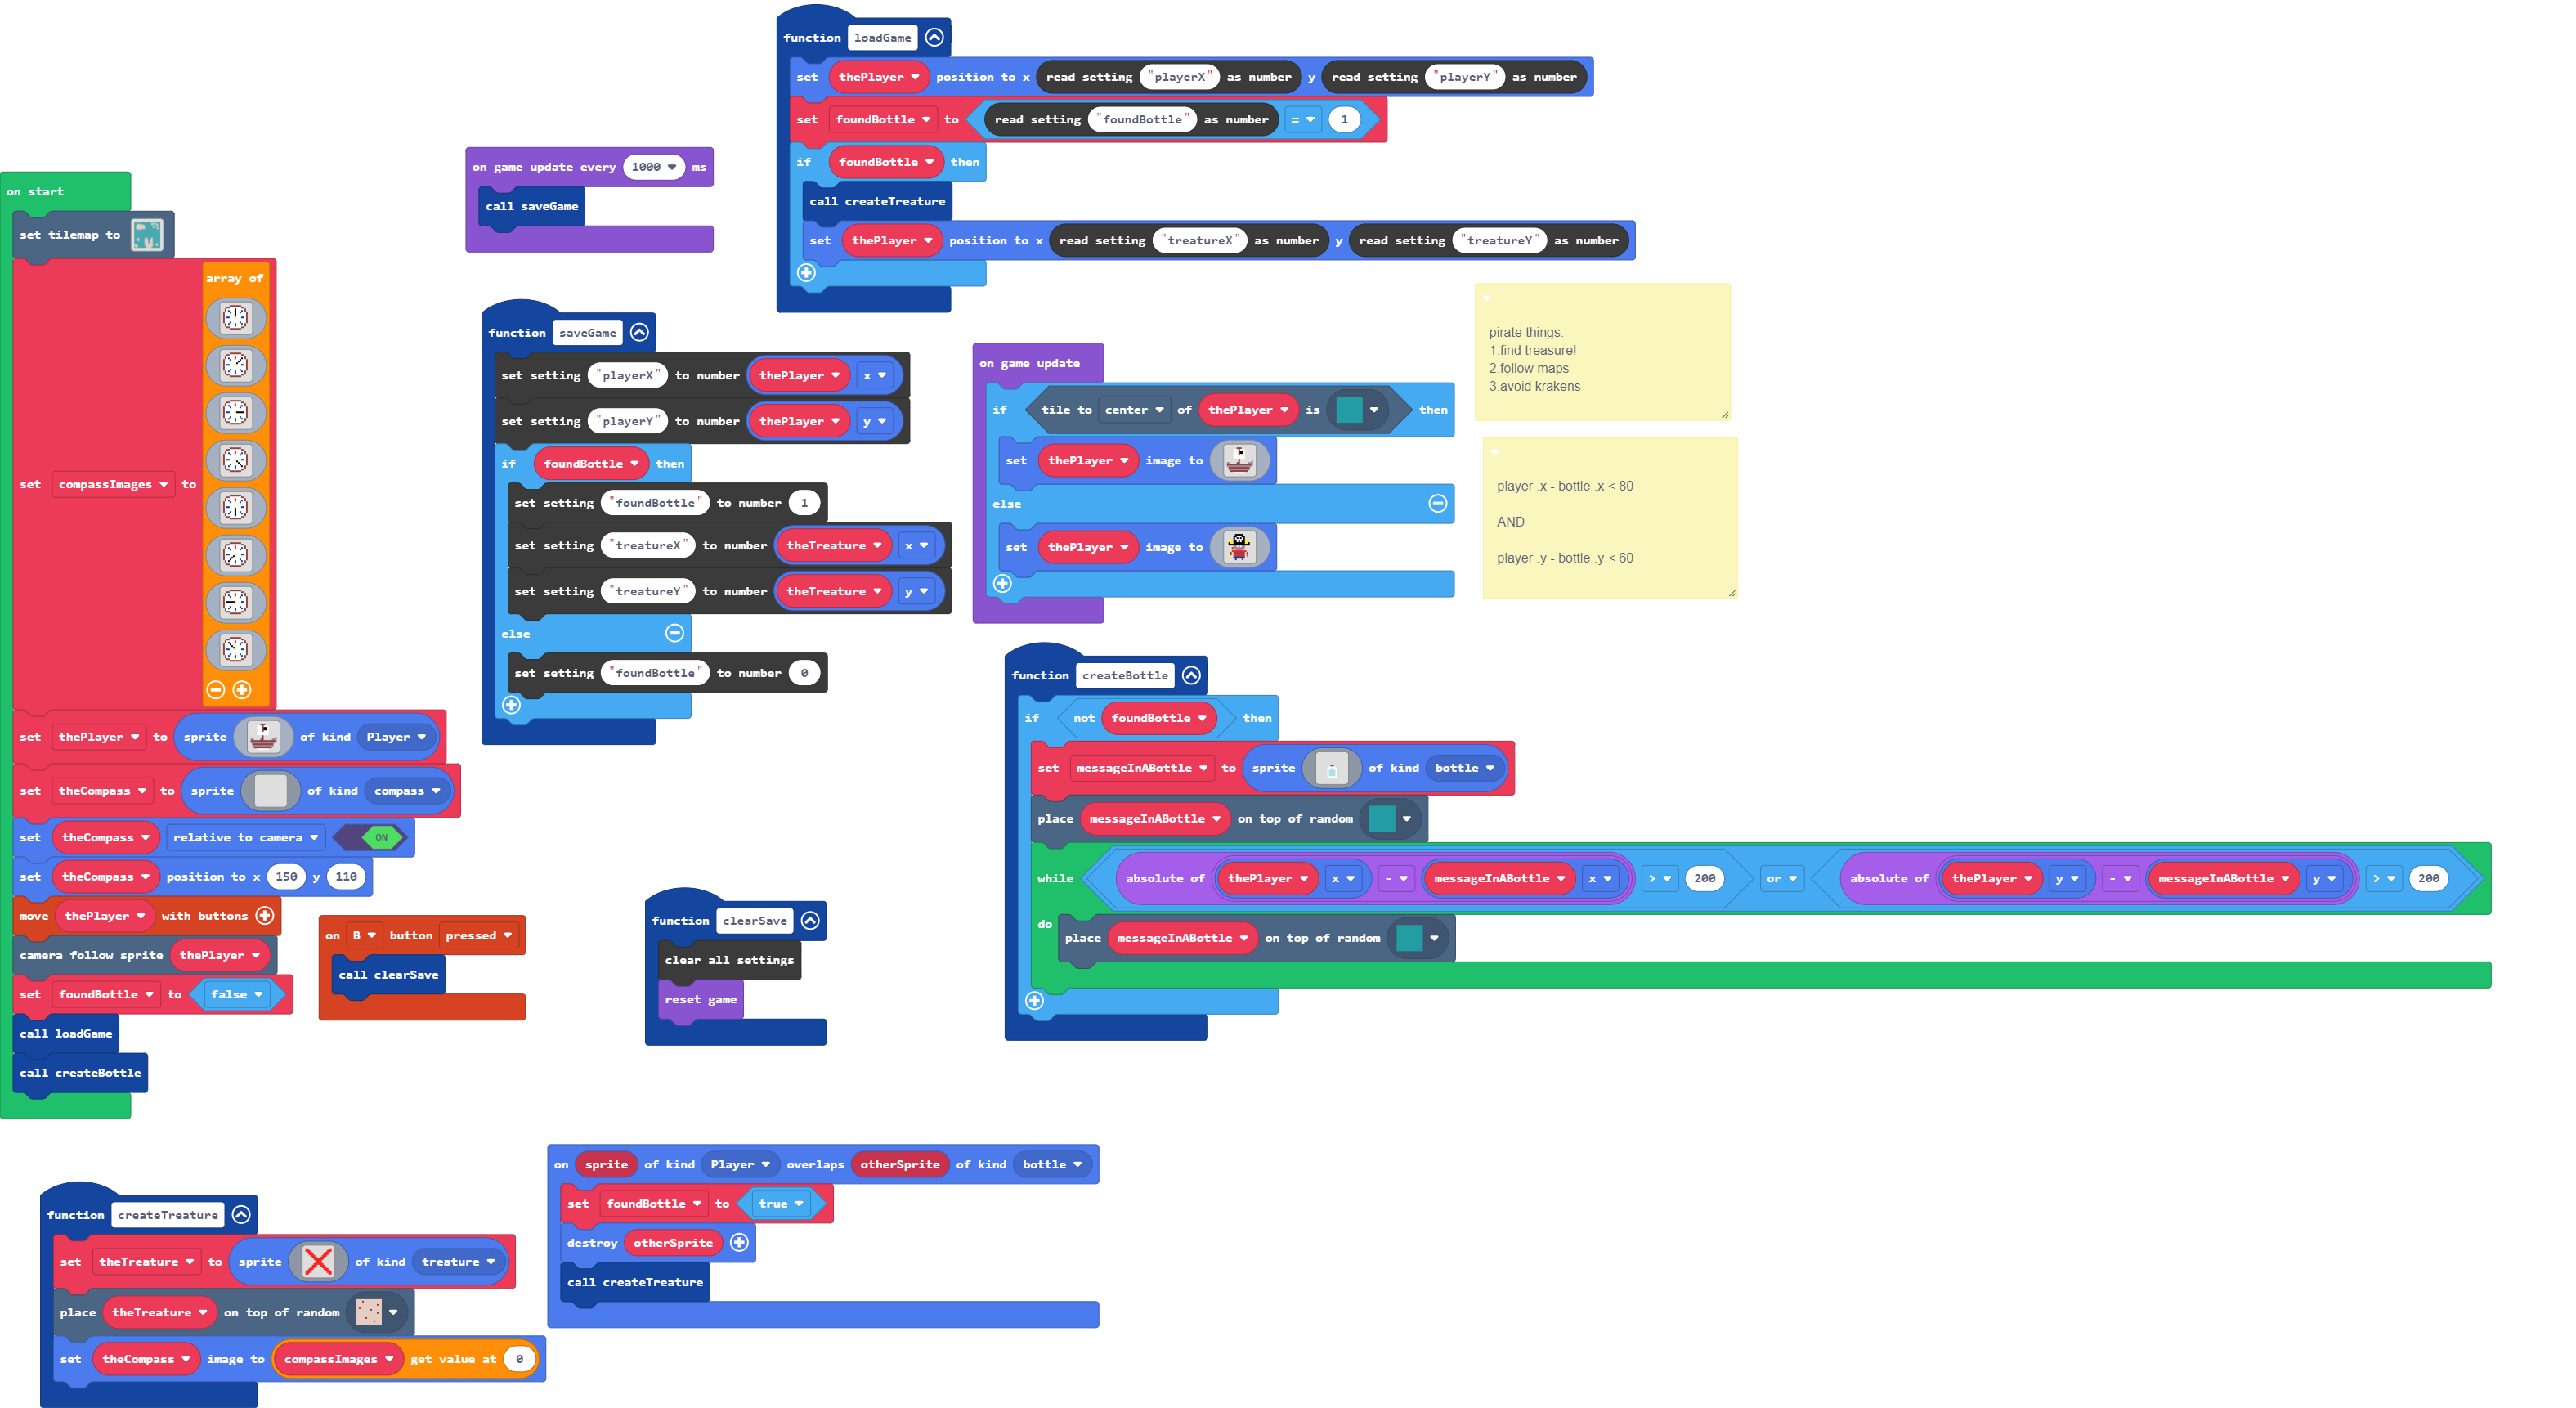 function loadGame
set thePlayer position to x read setting "playerX" as number y read setting "playerY" as number
set foundBottle to read setting "foundBottle" as number = 1
if foundBottle then
call createTreature
set thePlayer position to x read setting "treatureX" as number y read setting "treatureY" as number
on game update every 1000 ms
call saveGame
on start
set tilemap to
array of
set compassImages to
set thePlayer to sprite of kind Player
set theCompass to sprite of kind compass
set theCompass relative to camera ON
set theCompass position to x 150 y 110
move thePlayer with buttons
camera follow sprite thePlayer
set foundBottle to false
call loadGame
call createBottle
function saveGame
set setting "playerX" to number thePlayer x
set setting "playerY" to number thePlayer y
if foundBottle then
set setting "foundBottle" to number 1
set setting "treatureX" to number theTreature x
set setting "treatureY" to number theTreature y
else
set setting "foundBottle" to number 0
on game update
if tile to center of thePlayer is then
set thePlayer image to
else
set thePlayer image to
pirate things:
1.find treasure!
2.follow maps
3.avoid krakens
player .x - bottle .x < 80
AND
player .y - bottle .y < 60
function createBottle
if not foundBottle then
set messageInABottle to sprite of kind bottle
place messageInABottle on top of random
while absolute of thePlayer x - messageInABottle x > 200 or absolute of thePlayer y - messageInABottle y > 200
do place messageInABottle on top of random
on B button pressed
call clearSave
function clearSave
clear all settings
reset game
on sprite of kind Player overlaps otherSprite of kind bottle
set foundBottle to true
destroy otherSprite
call createTreature
function createTreature
set theTreature to sprite of kind treature
place theTreature on top of random
set theCompass image to compassImages get value at 0